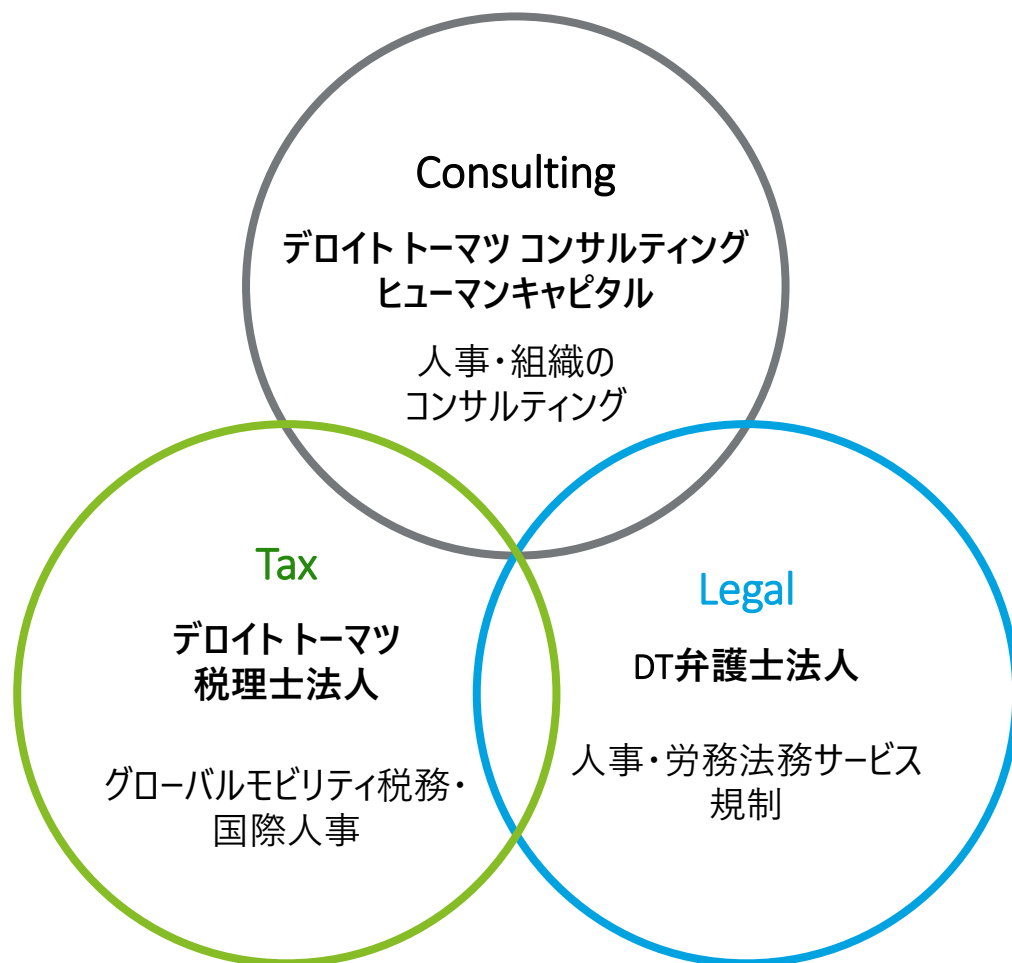 Consulting
デロイト トーマツ コンサルティング
ヒューマンキャピタル
人事・組織の
コンサルティング
Tax
デロイト トーマツ
税理士法人
グローバルモビリティ税務・
国際人事
Legal
DT弁護士法人
人事・労務法務サービス
規制